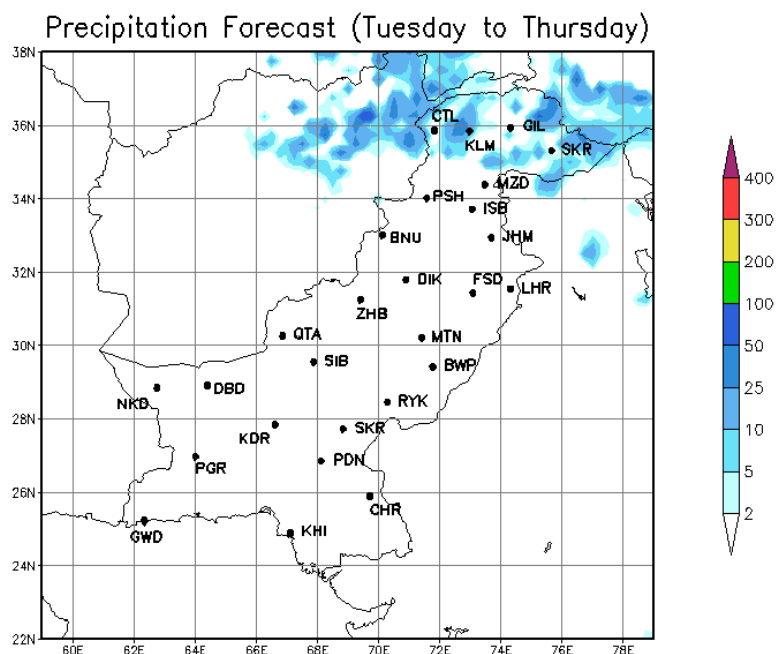 Precipitation Forecast (Tuesday to Thursday)
38N
36N
34N
32N
30N
28N
26N
24N
22N
60E
62E
64E
66E
68E
70E
72E
74E
76E
78E
CTL
GIL
KLM
SKR
MZD
PSH
ISB
BNU
JHM
DIK
FSD
LHR
ZHB
QTA
MTN
SIB
BWP
NKD
DBD
RYK
KDR
SKR
PGR
PDN
CHR
GWD
KHI
400
300
200
100
50
25
10
5
2